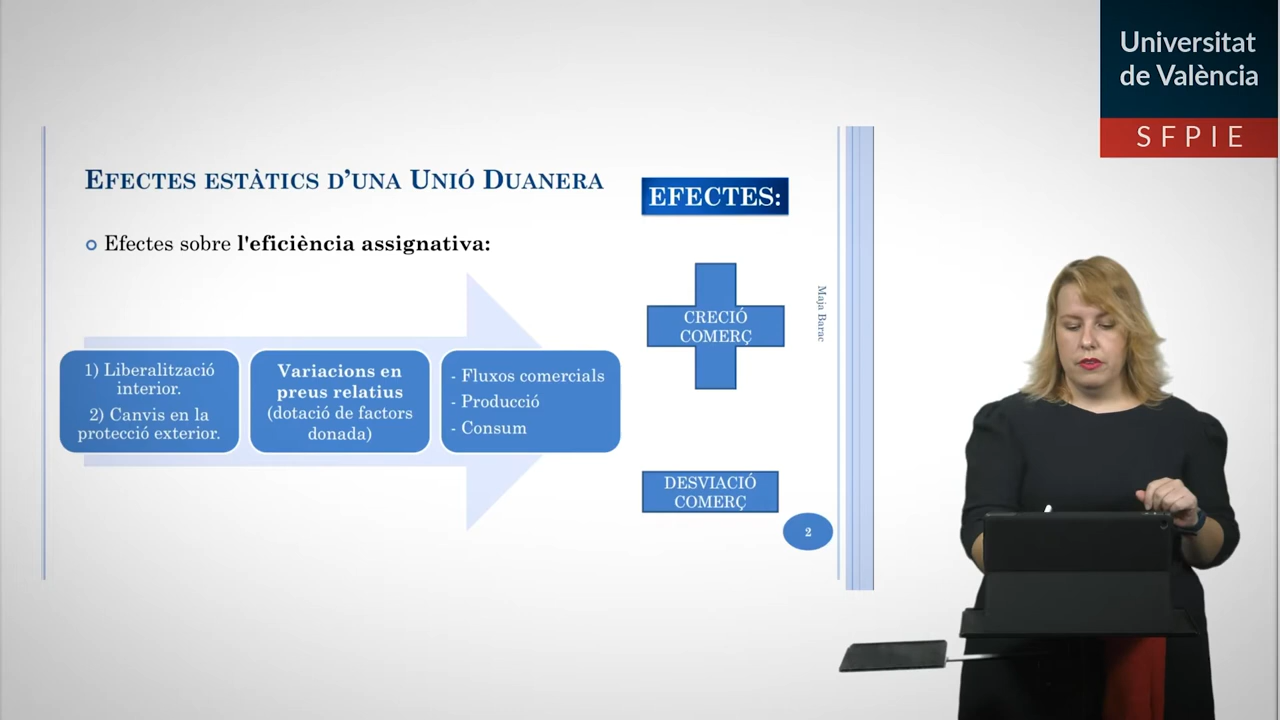 Universitat
de València
SFPIE
EFECTES ESTÀTICS D'UNA UNIÓ DUANERA
EFECTES:
Efectes sobre l'eficiència assignativa:
1) Liberalització
interior.
2) Canvis en la
protecció exterior.
Variacions en
preus relatius
(dotació de factors
donada)
- Fluxos comercials
- Producció
- Consum
CRECIÓ
COMERÇ
DESVIACIÓ
COMERÇ
Maja Barac
2